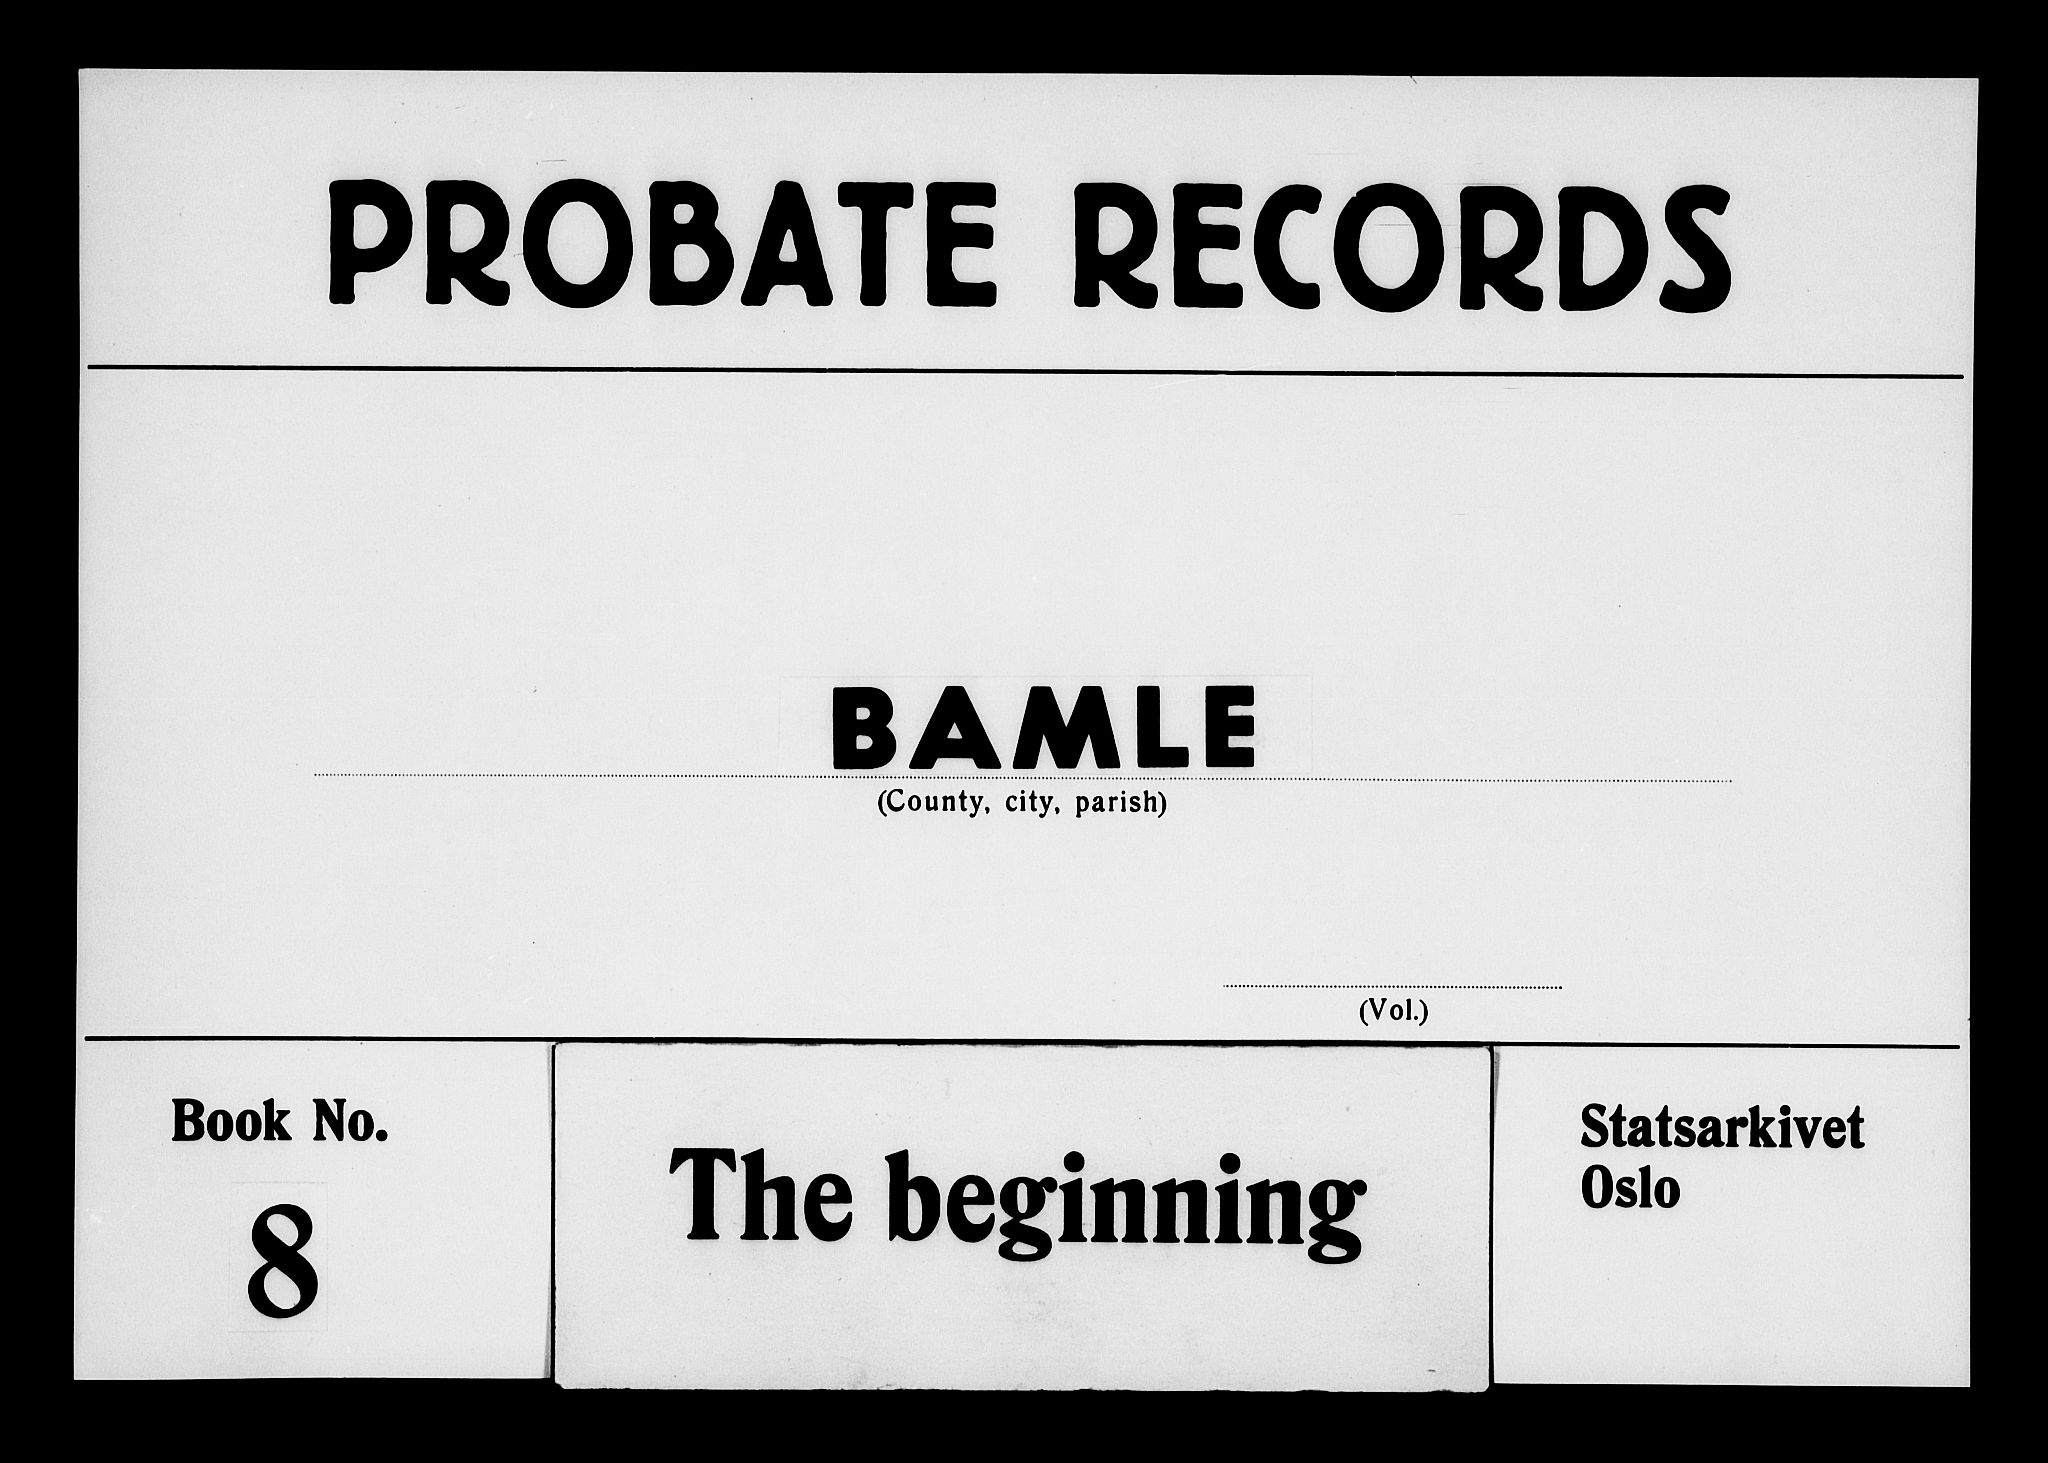 PROBATE RECORDS
BAMLE
(County, city, parish)
(Vol.)
Book No.
8
The beginning
Statsarkivet
Oslo